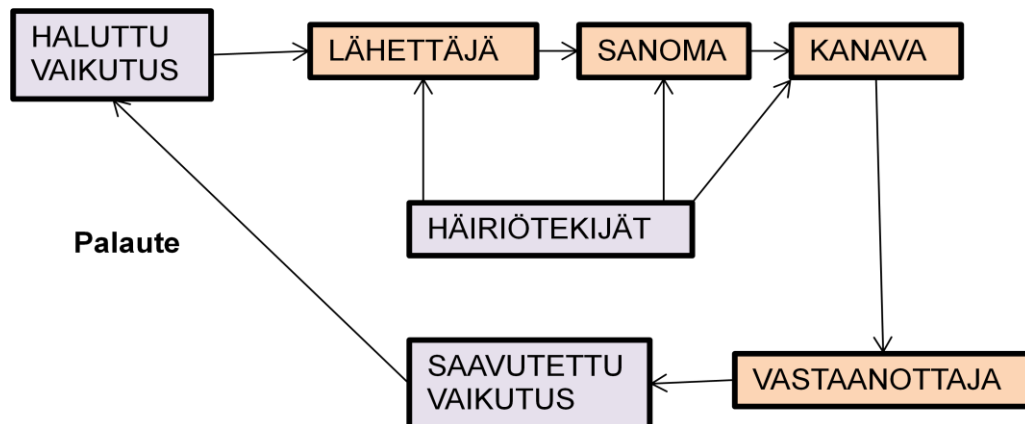 HALUTTU
VAIKUTUS
LÄHETTÄJÄ
SANOMA
KANAVA
HÄIRIÖTEKIJÄT
Palaute
SAAVUTETTU
VAIKUTUS
VASTAANOTTAJA